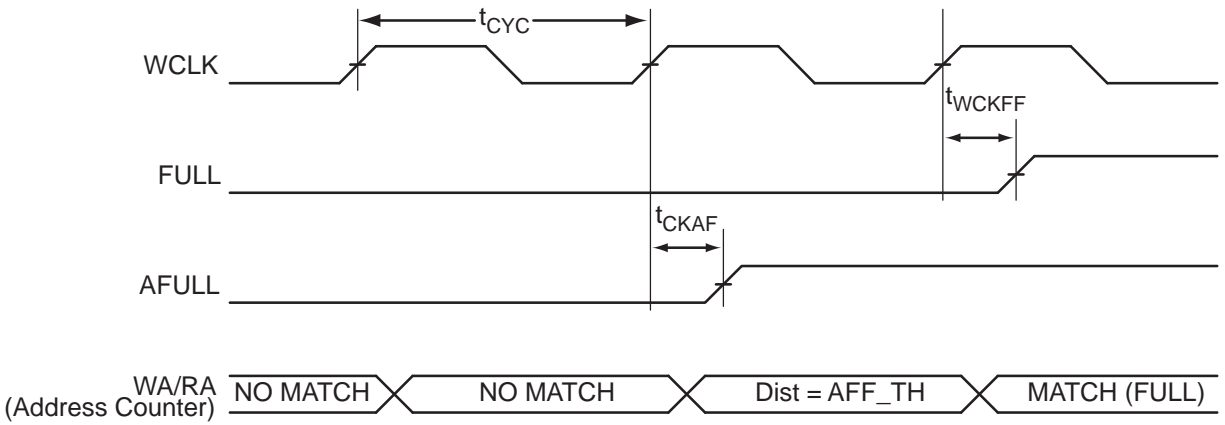 tCYC
WCLK
tWCKFF
FULL
tCKAF
AFULL
WA/RA
(Address Counter)
NO MATCH
NO MATCH
Dist = AFF_TH
MATCH (FULL)